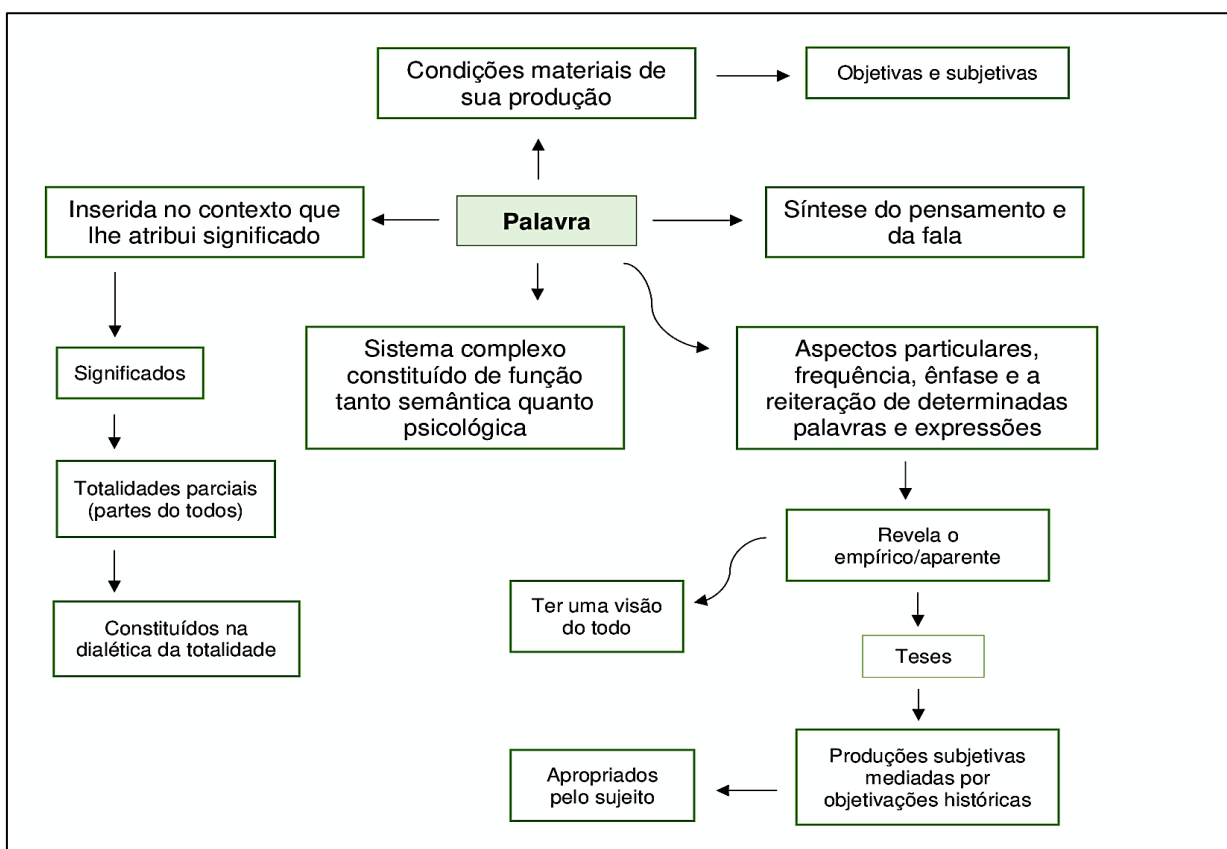 Condições materiais de
sua produção
Objetivas e subjetivas
Inserida no contexto que
lhe atribui significado
Palavra
Síntese do pensamento e
da fala
Significados
Sistema complexo
constituído de função
tanto semântica quanto
psicológica
Aspectos particulares,
frequência, ênfase e a
reiteração de determinadas
palavras e expressões
Totalidades parciais
(partes do todos)
Revela o
empírico/aparente
Ter uma visão
do todo
Constituídos na
dialética da totalidade
Teses
Apropriados
pelo sujeito
Produções subjetivas
mediadas por
objetivações históricas